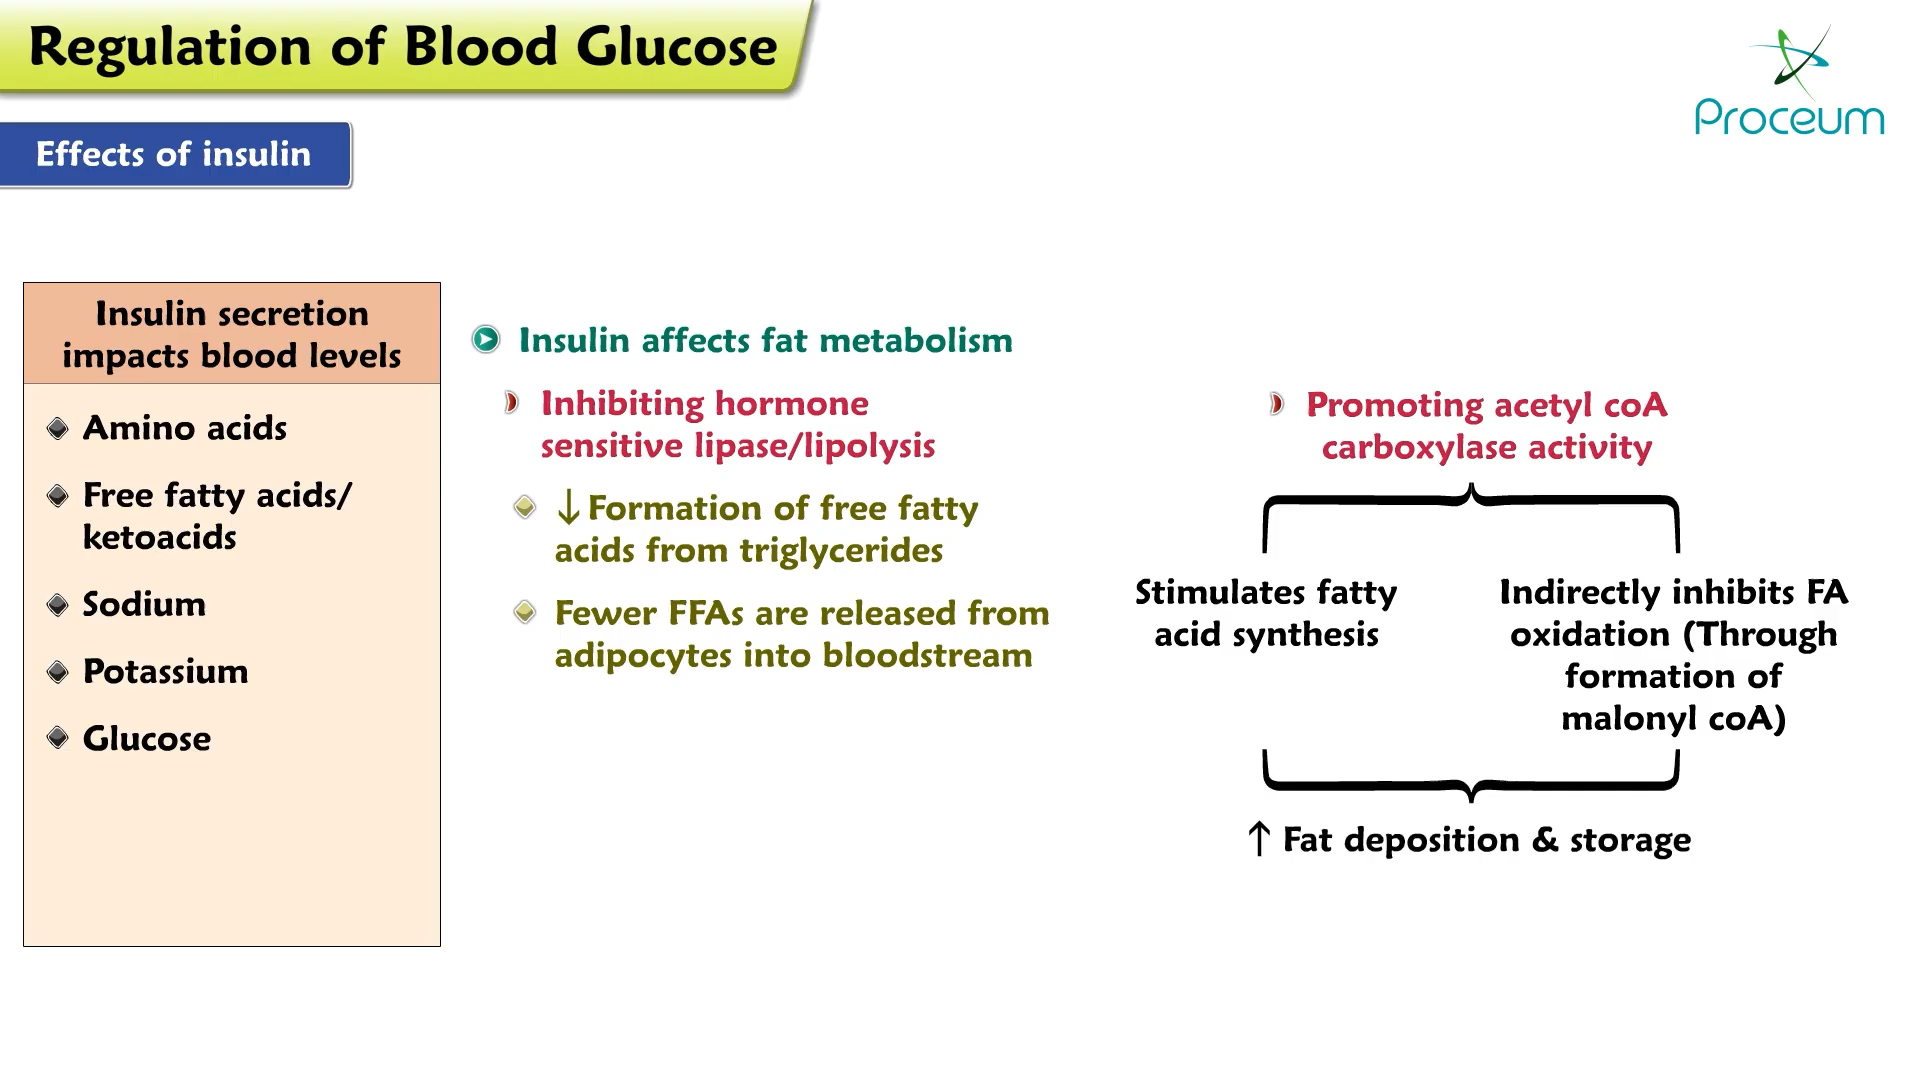 Regulation of Blood Glucose
Proceum
Effects of insulin
Insulin secretion
impacts blood levels
Amino acids
Free fatty acids/
ketoacids
Sodium
Potassium
Glucose
Insulin affects fat metabolism
Inhibiting hormone
sensitive lipase/lipolysis
↓ Formation of free fatty
acids from triglycerides
Fewer FFAs are released from
adipocytes into bloodstream
Promoting acetyl coA
carboxylase activity
Stimulates fatty
acid synthesis
Indirectly inhibits FA
oxidation (Through
formation of
malonyl coA)
↑ Fat deposition & storage